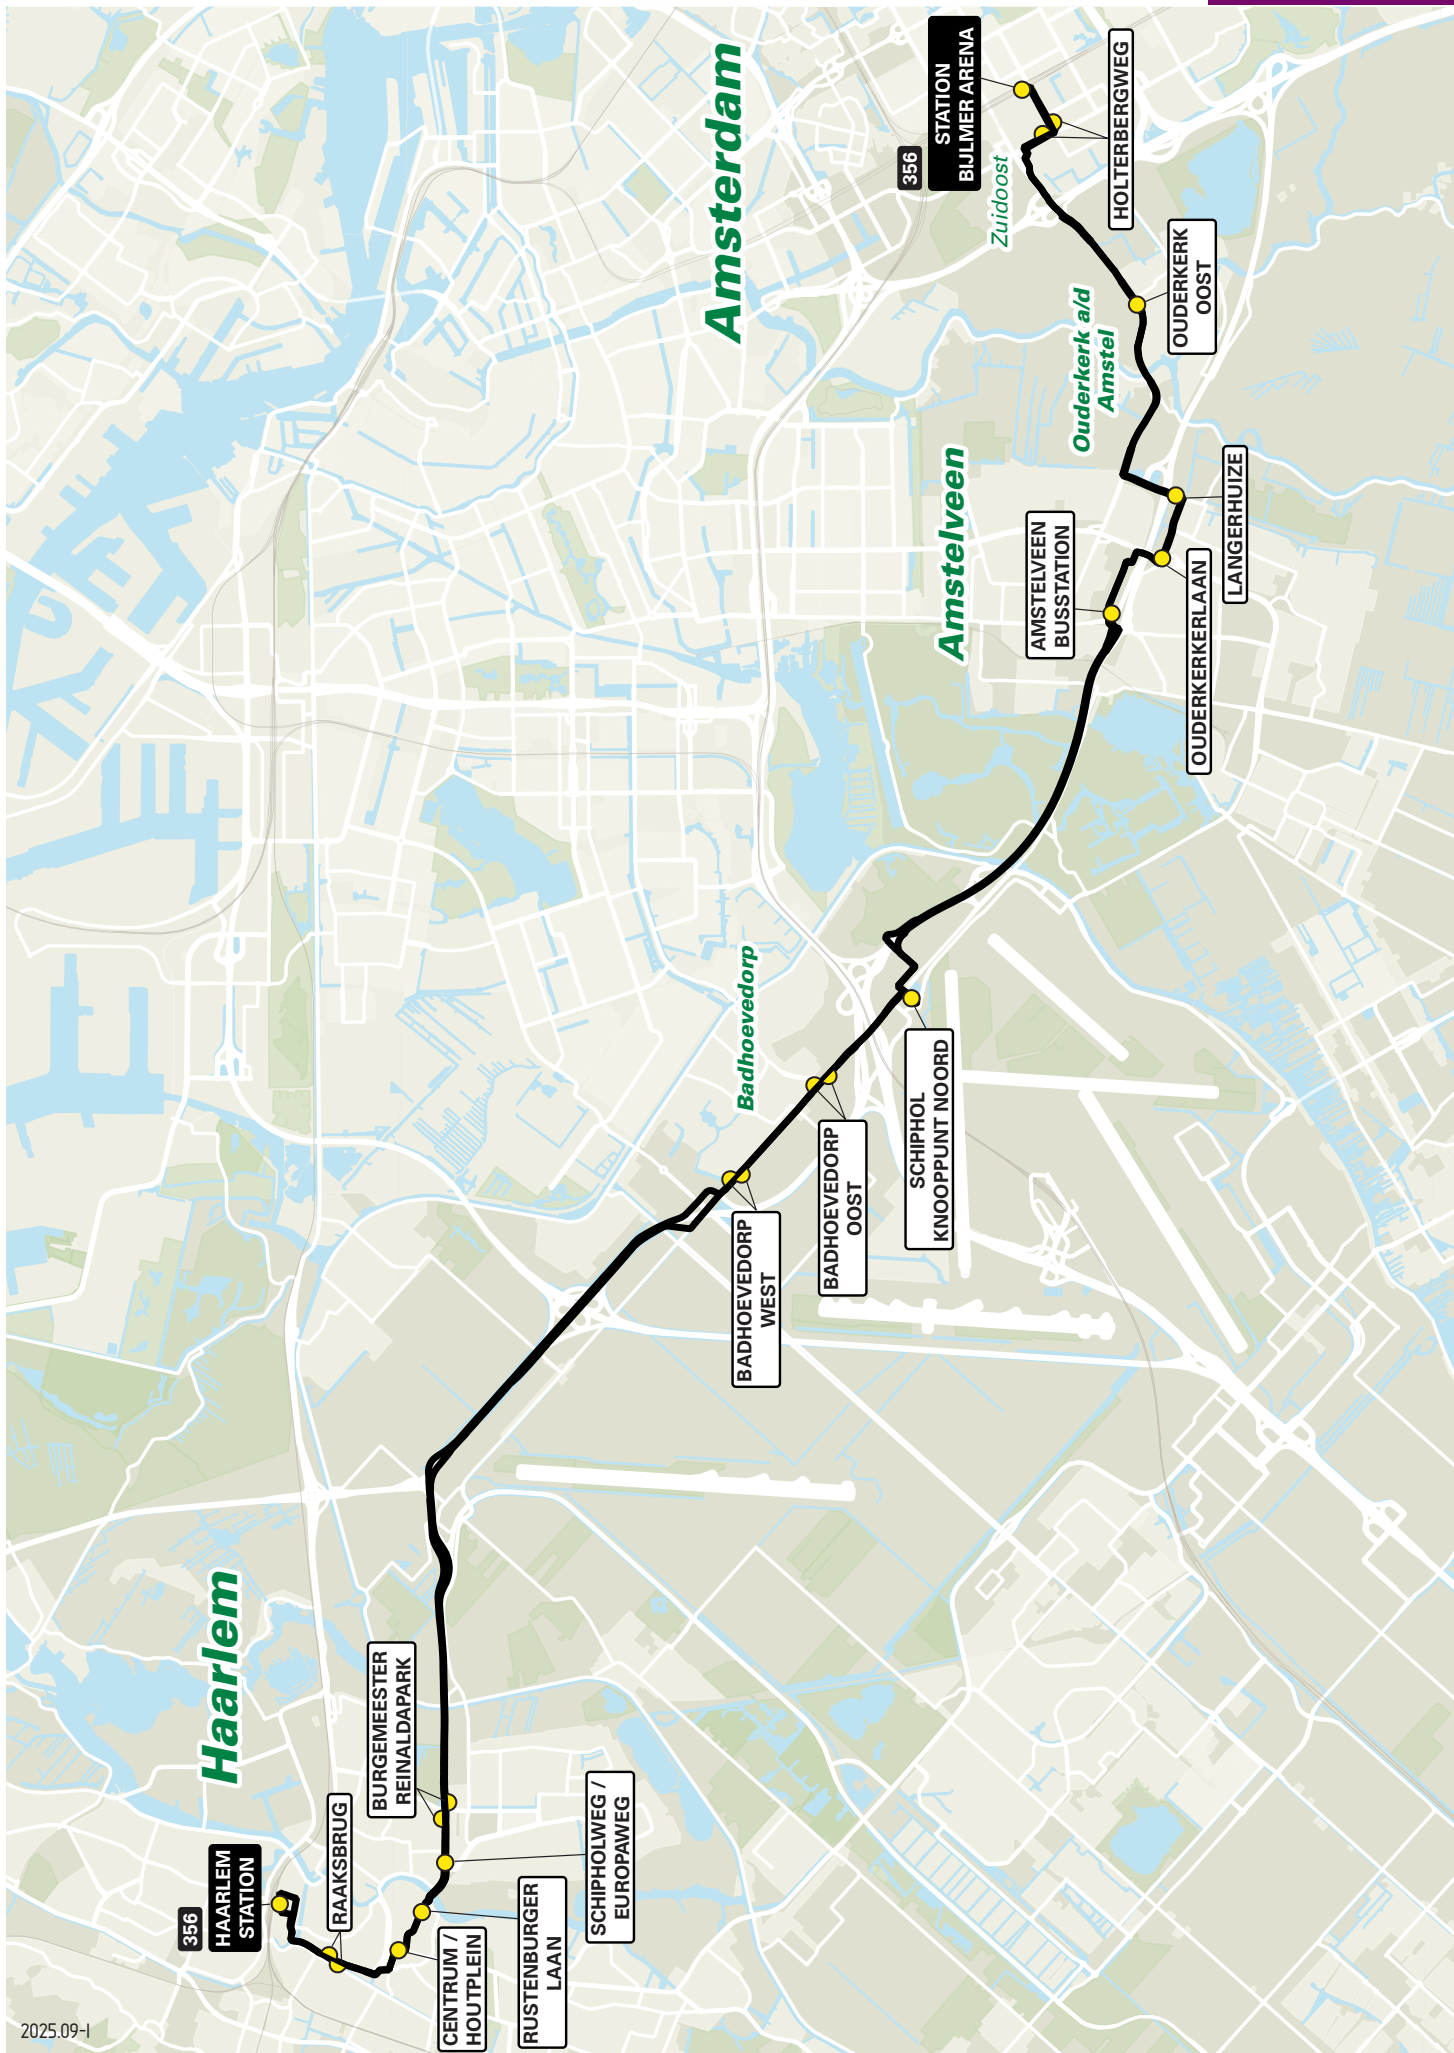 Haarlem
356
HAARLEM
STATION
RAAKSBRUG
CENTRUM /
HOUTPLEIN
RUSTENBURGER
LAAN
SCHIPHOLWEG /
EUROPAWEG
BURGEMEESTER
REINALDAPARK
BADHOEVEDORP
WEST
Badhoevedorp
BADHOEVEDORP
OOST
SCHIPHOL
KNOOPPUNT NOORD
Amstelveen
AMSTELVEEN
BUSSTATION
OUDERKERKERLAAN
LANGERHUIZE
Ouderkerk a/d
Amstel
OUDERKERK
OOST
Amsterdam
Zuidoost
HOLTERBERGWEG
356
STATION
BIJLMER ARENA
2025.09-I